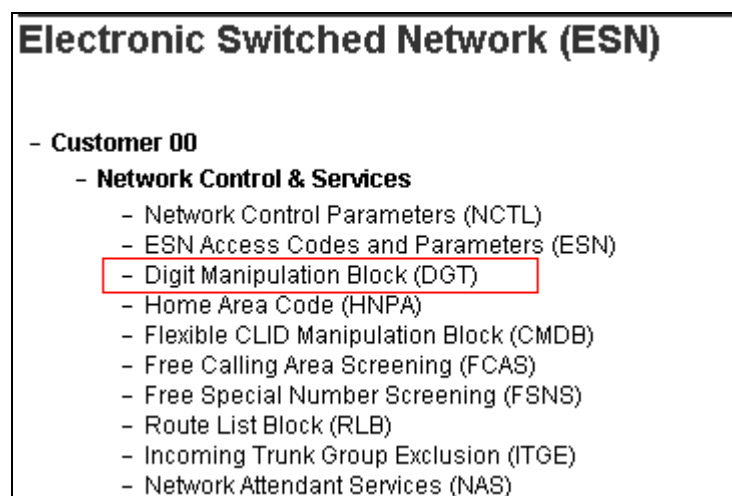 Electronic Switched Network (ESN)
- Customer 00
- Network Control & Services
- Network Control Parameters (NCTL)
- ESN Access Codes and Parameters (ESN)
- Digit Manipulation Block (DGT)
- Home Area Code (HNPA)
- Flexible CLID Manipulation Block (CMDB)
- Free Calling Area Screening (FCAS)
- Free Special Number Screening (FSNS)
- Route List Block (RLB)
- Incoming Trunk Group Exclusion (ITGE)
- Network Attendant Services (NAS)